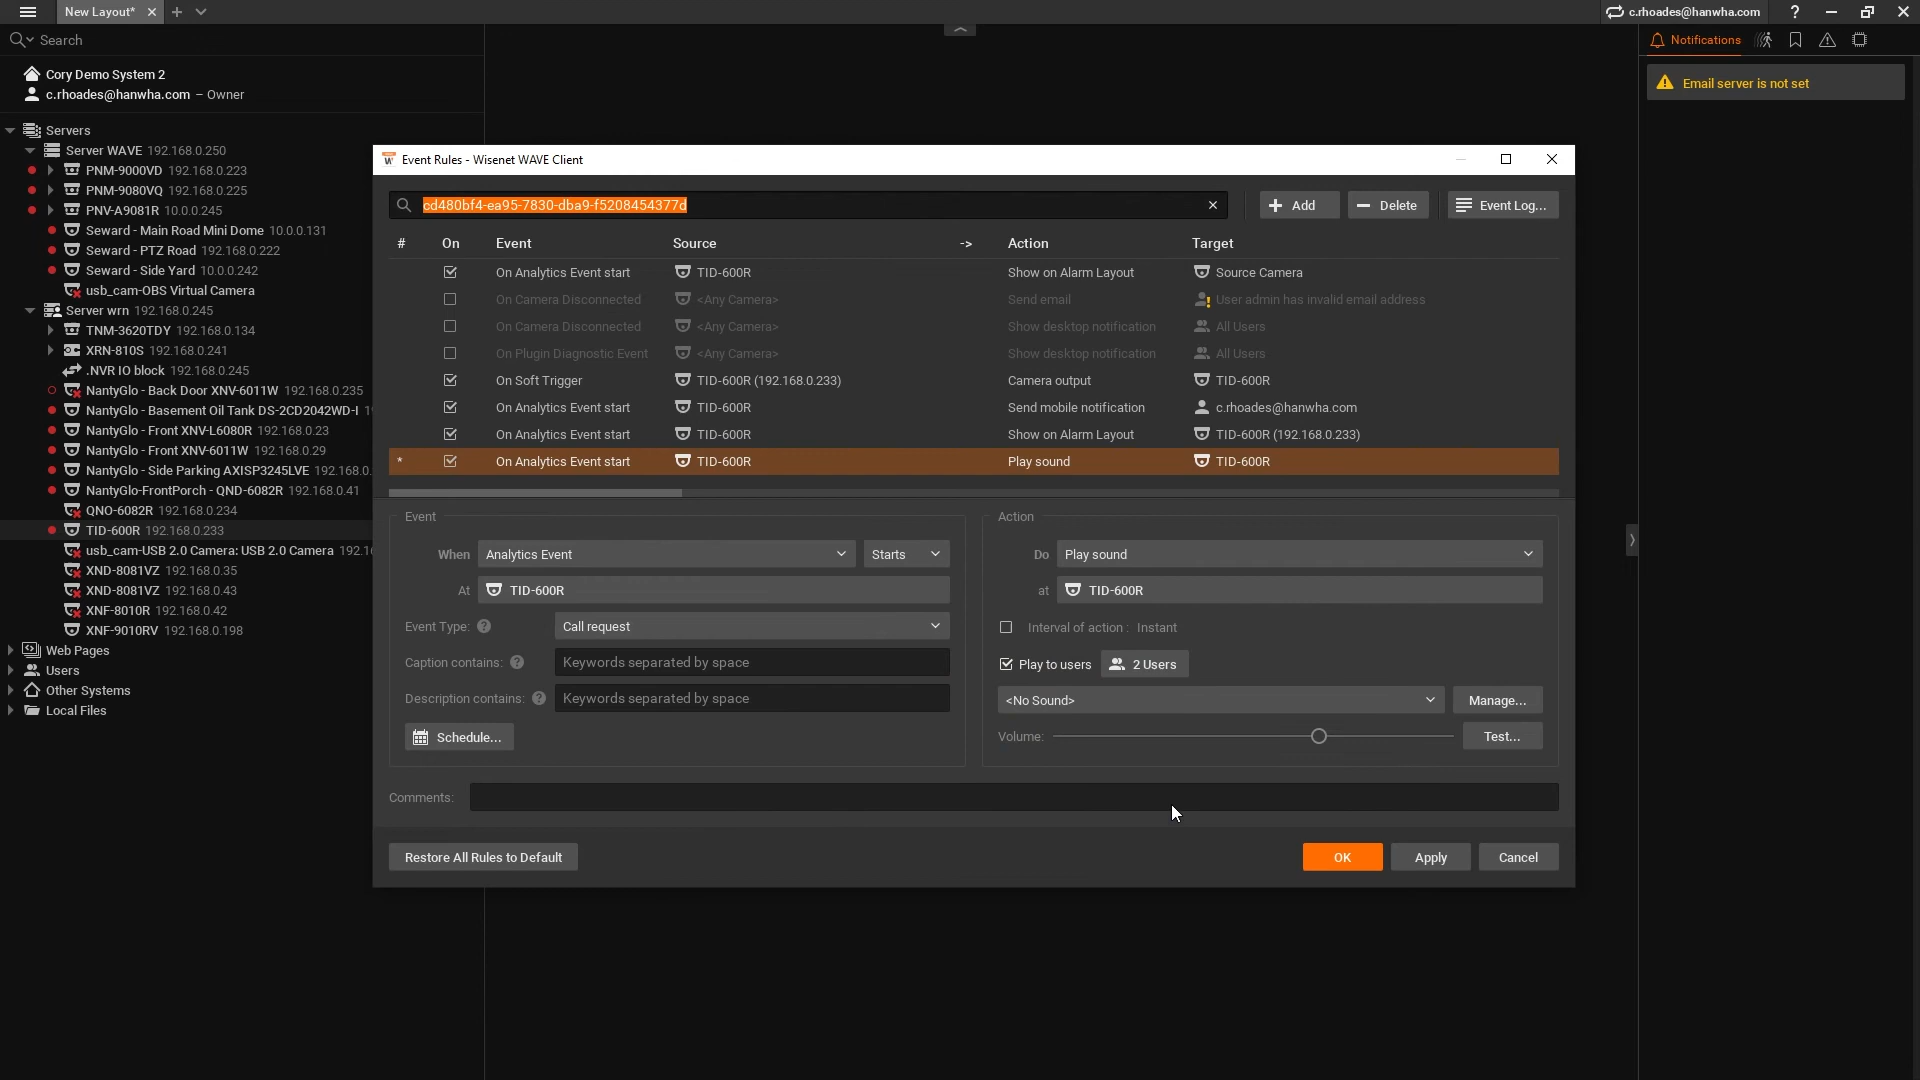 New Layout*
c.rhoades@hanwha.com
Search
Notifications
Email server is not set
Cory Demo System 2
c.rhoades@hanwha.com – Owner
Servers
Server WAVE 192.168.0.250
PNM-9000VD 192.168.0.223
PNM-9080VQ 192.168.0.225
PNV-A9081R 10.0.0.245
Seward - Main Road Mini Dome 10.0.0.131
Seward - PTZ Road 192.168.0.222
Seward - Side Yard 10.0.0.242
usb_cam-OBS Virtual Camera
Server wrn 192.168.0.245
TNM-3620TDY 192.168.0.134
XRN-810S 192.168.0.241
.NVR IO block 192.168.0.245
NantyGlo - Back Door XNV-6011W 192.168.0.235
NantyGlo - Basement Oil Tank DS-2CD2042WD-I
NantyGlo - Front XNV-L6080R 192.168.0.23
NantyGlo - Front XNV-6011W 192.168.0.29
NantyGlo - Side Parking AXISP3245LVE 192.168.0.
NantyGlo-FrontPorch - QND-6082R 192.168.0.41
QNO-6082R 192.168.0.234
TID-600R 192.168.0.233
usb_cam-USB 2.0 Camera: USB 2.0 Camera 192.1
XND-8081VZ 192.168.0.35
XND-8081VZ 192.168.0.43
XNF-8010R 192.168.0.42
XNF-9010RV 192.168.0.198
Web Pages
Users
Other Systems
Local Files
Event Rules - Wisenet WAVE Client
cd480bf4-ea95-7830-dba9-f5208454377d
Add
Delete
Event Log...
# On Event Source -> Action Target
On Analytics Event start TID-600R Show on Alarm Layout Source Camera
On Camera Disconnected <Any Camera> Send email User admin has invalid email address
On Camera Disconnected <Any Camera> Show desktop notification All Users
On Plugin Diagnostic Event <Any Camera> Show desktop notification All Users
On Soft Trigger TID-600R (192.168.0.233) Camera output TID-600R
On Analytics Event start TID-600R Send mobile notification c.rhoades@hanwha.com
On Analytics Event start TID-600R Show on Alarm Layout TID-600R (192.168.0.233)
* On Analytics Event start TID-600R Play sound TID-600R
Event
When Analytics Event Starts
At TID-600R
Event Type: Call request
Caption contains: Keywords separated by space
Description contains: Keywords separated by space
Schedule...
Action
Do Play sound
at TID-600R
Interval of action : Instant
Play to users 2 Users
<No Sound> Manage...
Volume: Test...
Comments:
Restore All Rules to Default
OK
Apply
Cancel